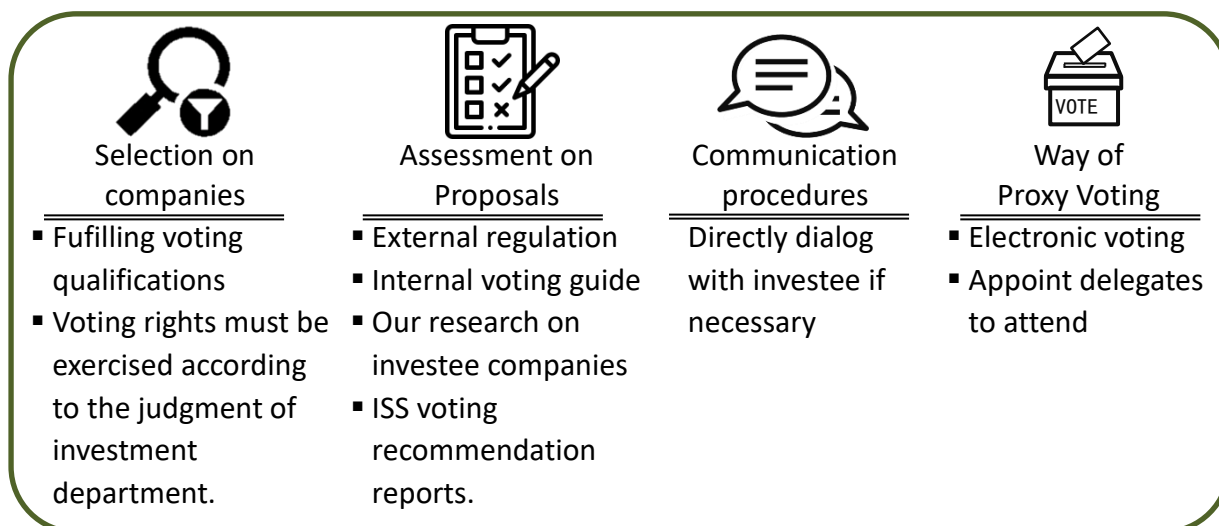 Selection on
companies
▪ Fufilling voting
qualifications
▪ Voting rights must be
exercised according
to the judgment of
investment
department.
Assessment on
Proposals
▪ External regulation
▪ Internal voting guide
▪ Our research on
investee companies
▪ ISS voting
recommendation
reports.
Communication
procedures
Directly dialog
with investee if
necessary
VOTE
Way of
Proxy Voting
▪ Electronic voting
▪ Appoint delegates
to attend